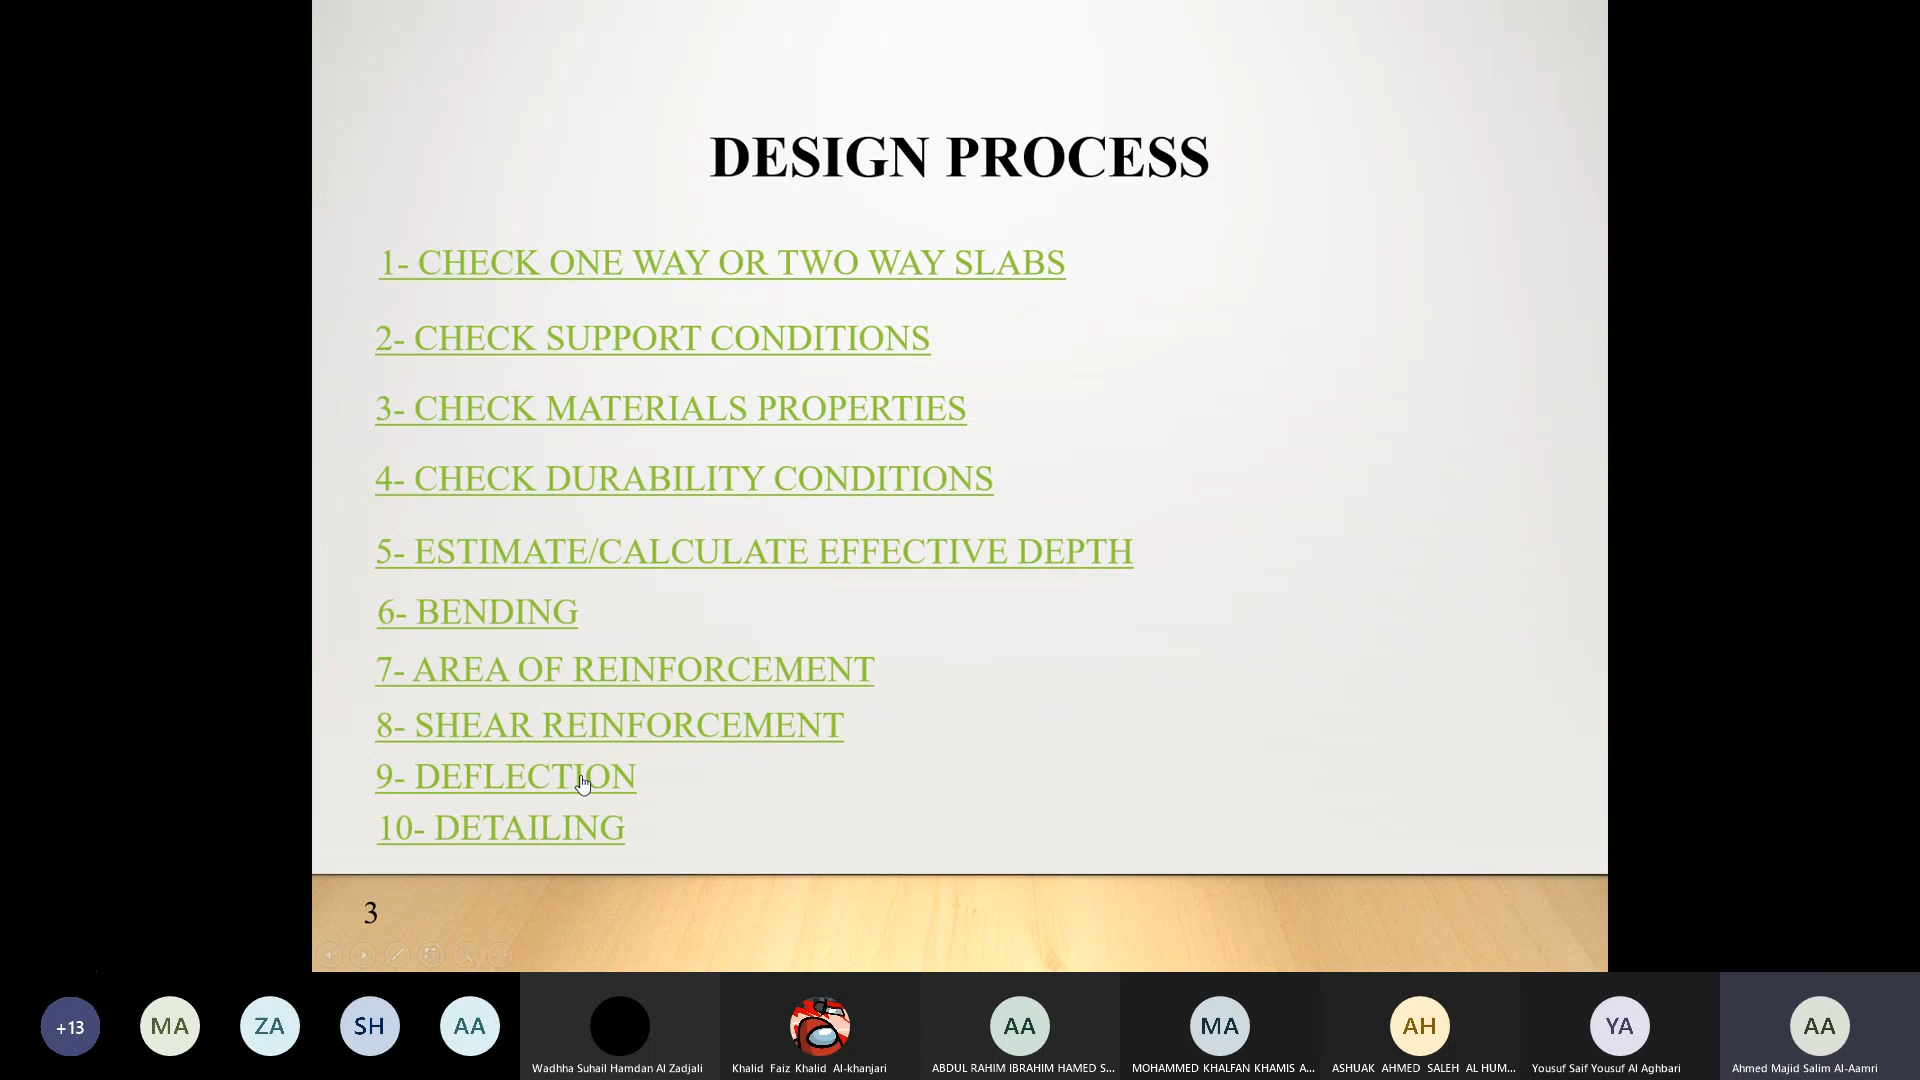 DESIGN PROCESS
1- CHECK ONE WAY OR TWO WAY SLABS
2- CHECK SUPPORT CONDITIONS
3- CHECK MATERIALS PROPERTIES
4- CHECK DURABILITY CONDITIONS
5- ESTIMATE/CALCULATE EFFECTIVE DEPTH
6- BENDING
7- AREA OF REINFORCEMENT
8- SHEAR REINFORCEMENT
9- DEFLECTION
10- DETAILING
3
+13 MA ZA SH AA AA MA AH YA AA
Wadhha Suhail Hamdan Al Zadjali Khalid Faiz Khalid Al-khanjari ABDUL RAHIM IBRAHIM HAMED S... MOHAMMED KHALFAN KHAMIS A... ASHUAK AHMED SALEH AL HUM... Yousuf Saif Yousuf Al Aghbari Ahmed Majid Salim Al-Aamri